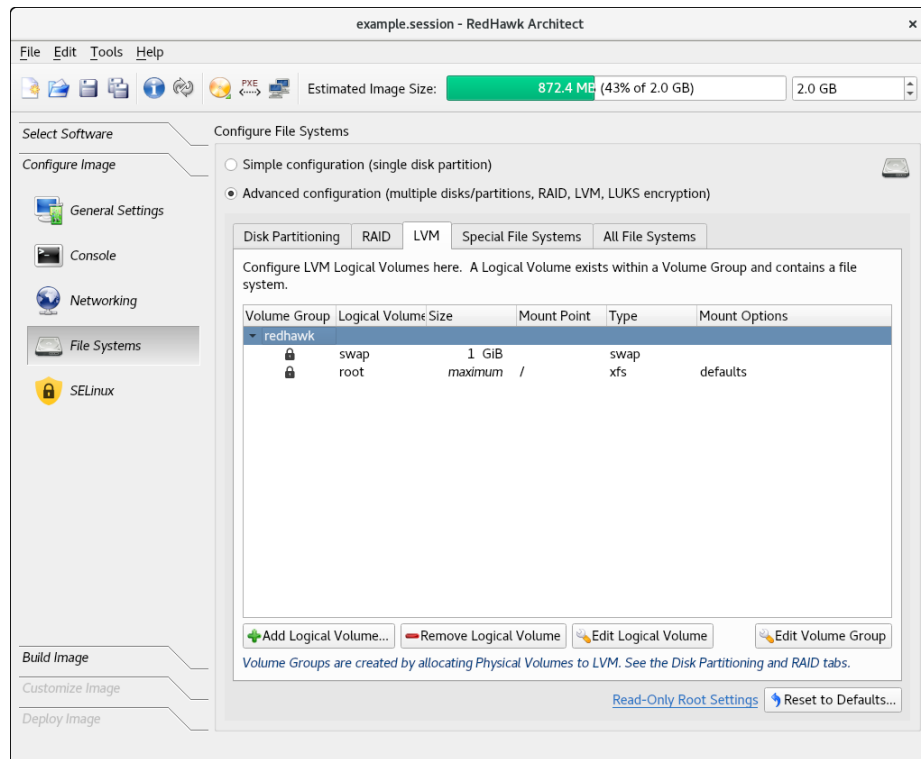 example.session - RedHawk Architect ×
File Edit Tools Help
PXE Estimated Image Size: 872.4 MB (43% of 2.0 GB) 2.0 GB
Select Software
Configure Image
General Settings
Console
Networking
File Systems
SELinux
Build Image
Customize Image
Deploy Image
Configure File Systems
Simple configuration (single disk partition)
Advanced configuration (multiple disks/partitions, RAID, LVM, LUKS encryption)
Disk Partitioning RAID LVM Special File Systems All File Systems
Configure LVM Logical Volumes here. A Logical Volume exists within a Volume Group and contains a file
system.
Volume Group Logical Volume Size Mount Point Type Mount Options
redhawk
swap 1 GiB swap
root maximum / xfs defaults
Add Logical Volume... Remove Logical Volume Edit Logical Volume Edit Volume Group
Volume Groups are created by allocating Physical Volumes to LVM. See the Disk Partitioning and RAID tabs.
Read-Only Root Settings Reset to Defaults...